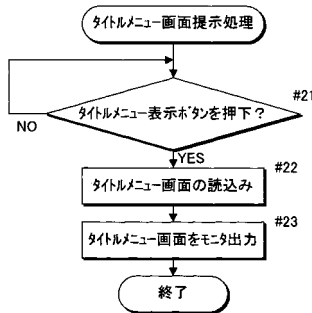 タイトルメニュー画面提示処理
#21
タイトルメニュー表示ボタンを押下？
NO
YES
#22
タイトルメニュー画面の読込み
#23
タイトルメニュー画面をモニタ出力
終了